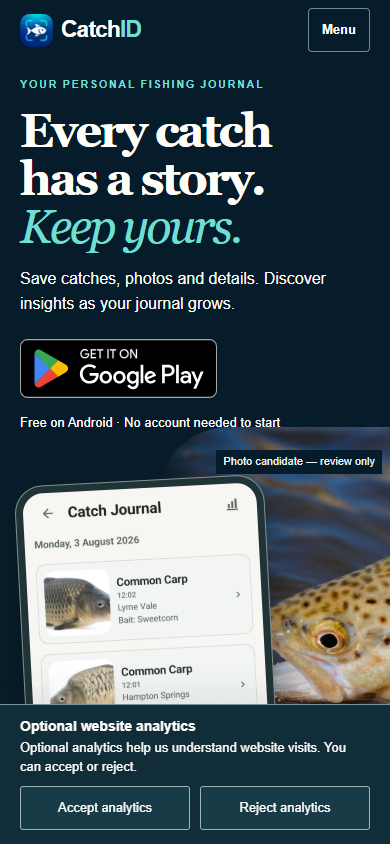 CatchID
Menu
YOUR PERSONAL FISHING JOURNAL
Every catch
has a story.
Keep yours.
Save catches, photos and details. Discover
insights as your journal grows.
GET IT ON
Google Play
Free on Android · No account needed to start
Photo candidate — review only
Catch Journal
Monday, 3 August 2026
Common Carp
12:02
Lyme Vale
Bait: Sweetcorn
Common Carp
12:01
Hampton Springs
Optional website analytics
Optional analytics help us understand website visits. You
can accept or reject.
Accept analytics
Reject analytics